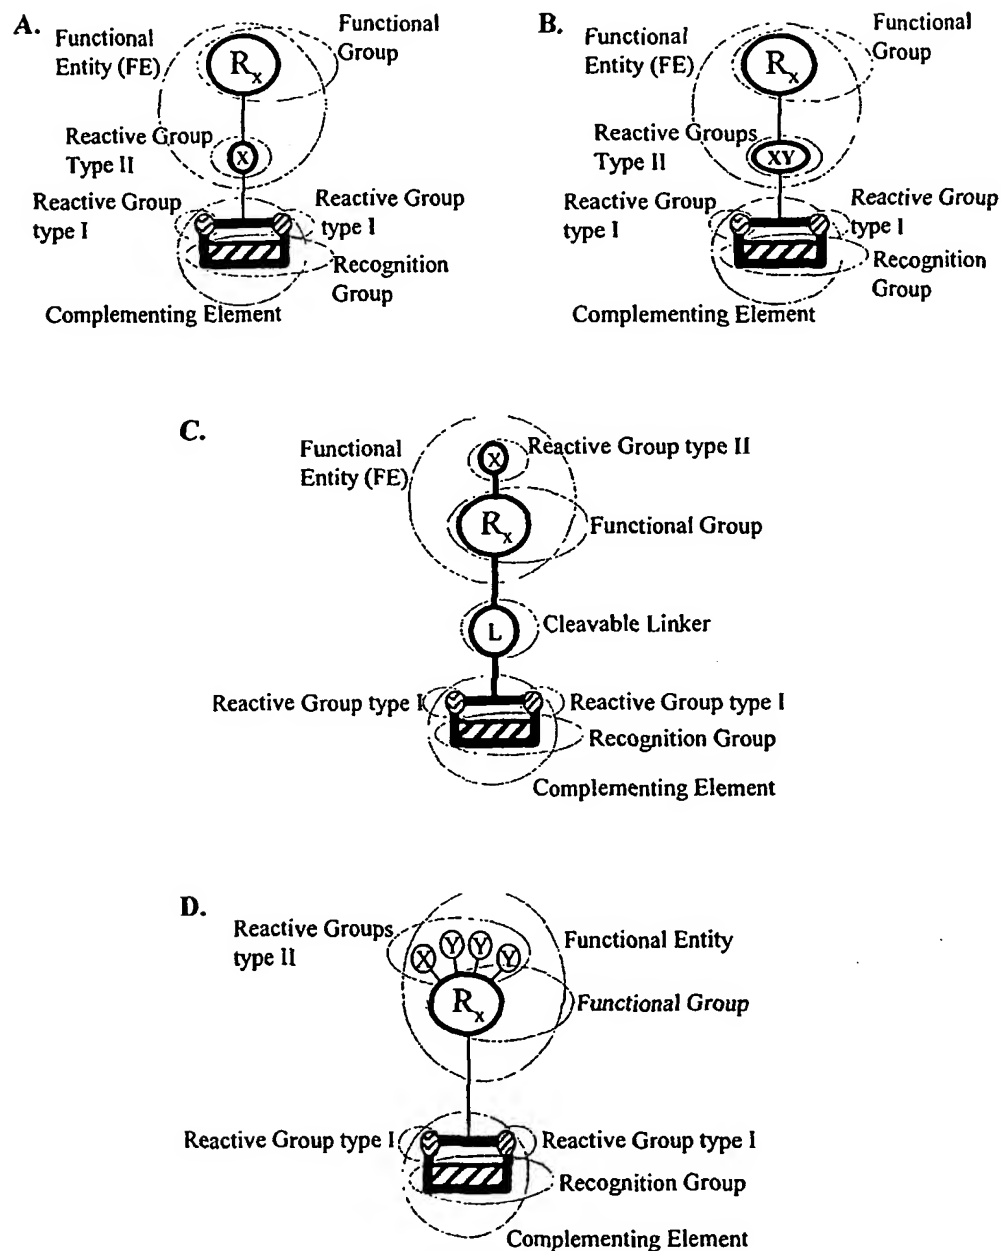 A.
Functional
Entity (FE)
Functional
Group
Rx
Reactive Group
Type II
X
Reactive Group
type I
Reactive Group
type I
Recognition
Group
Complementing Element
B.
Functional
Entity (FE)
Functional
Group
Rx
Reactive Groups
Type II
XY
Reactive Group
type I
Reactive Group
type I
Recognition
Group
Complementing Element
C.
Functional
Entity (FE)
X
Reactive Group type II
Rx
Functional Group
L
Cleavable Linker
Reactive Group type I
Reactive Group type I
Recognition Group
Complementing Element
D.
Reactive Groups
type II
X Y Y Y
Functional Entity
Rx
Functional Group
Reactive Group type I
Reactive Group type I
Recognition Group
Complementing Element